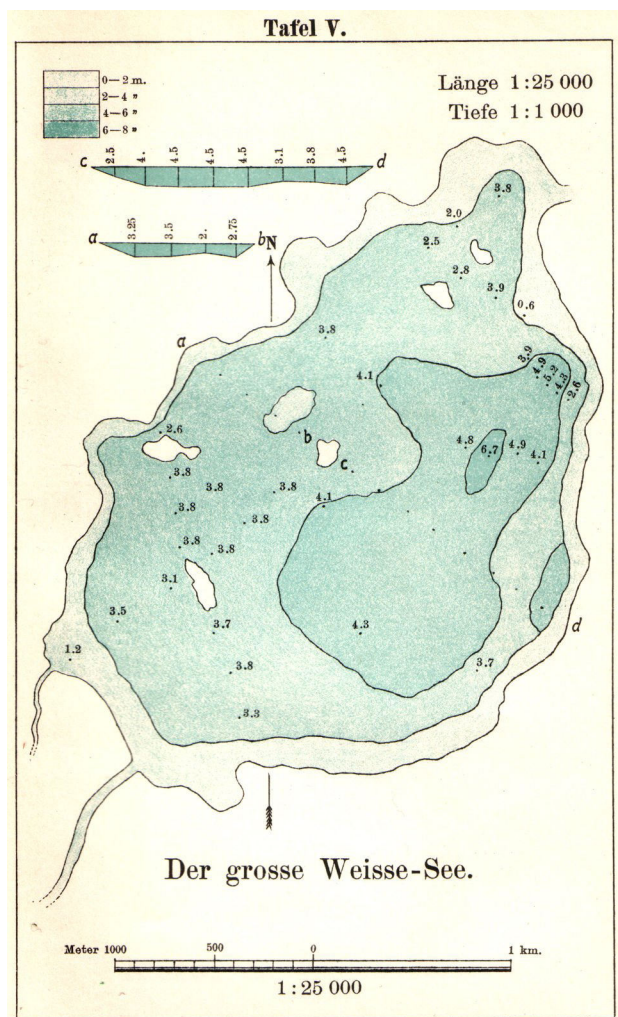 Tafel V.
0—2 m.
2—4 "
4—6 "
6—8 "
Länge 1:25 000
Tiefe 1:1 000
c 2.5 4. 4.5 4.5 4.5 3.1 3.8 4.5 d
a 3.25 3.5 2. 2.75 b
N
3.8
2.0
2.5
2.8
3.9
0.6
3.8
a
3.9
4.9
5.2
4.3
2.6
4.1
2.6
b
c
4.8
6.7
4.9
4.1
3.8
3.8
3.8
4.1
3.8
3.8
3.8
3.8
3.1
3.5
3.7
4.3
d
1.2
3.8
3.7
3.3
Der grosse Weisse-See.
Meter 1000 500 0 1 km.
1:25 000